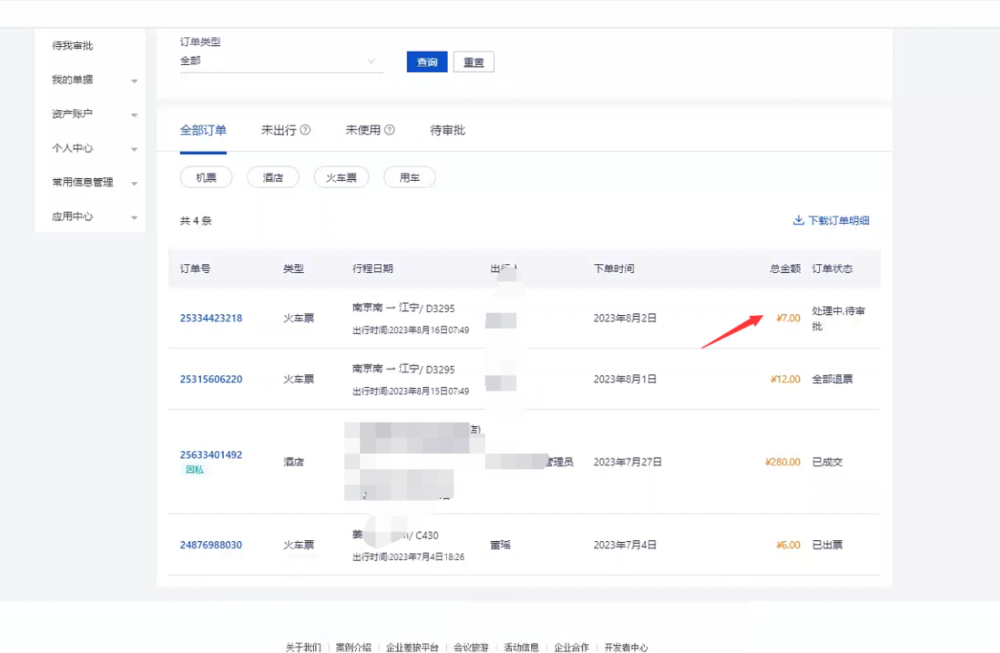 待我审批
我的单据
资产账户
个人中心
常用信息管理
应用中心
订单类型
全部
查询 重置
全部订单 未出行 ? 未使用 ? 待审批
机票 酒店 火车票 用车
共 4 条 下载订单明细
订单号 类型 行程日期 下单时间 总金额 订单状态
25334423218 火车票 南京南 一 江宁/ D3295
出行时间:2023年8月16日07:49
2023年8月2日 ¥7.00 处理中,待审
批
25315606220 火车票 南京南 一 江宁/ D3295
出行时间:2023年8月15日07:49
2023年8月1日 ¥12.00 全部退票
25633401492
因私
酒店 店) 管理员 2023年7月27日 ¥280.00 已成交
24876988030 火车票 姜 / C430
出行时间:2023年7月4日18:26
董瑶 2023年7月4日 ¥6.00 已出票
关于我们 | 案例介绍 | 企业差旅平台 | 会议旅游 | 活动信息 | 企业合作 | 开发者中心